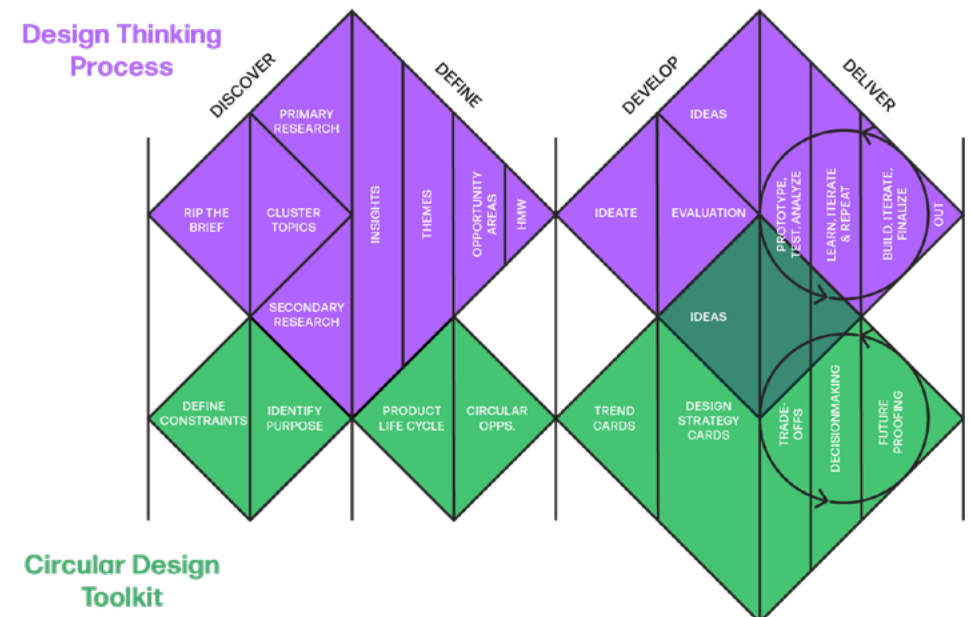 Design Thinking
Process
DISCOVER
DEFINE
DEVELOP
DELIVER
PRIMARY
RESEARCH
RIP THE
BRIEF
CLUSTER
TOPICS
SECONDARY
RESEARCH
INSIGHTS
THEMES
OPPORTUNITY
AREAS
HMW
IDEAS
IDEATE
EVALUATION
PROTOTYPE,
TEST, ANALYZE
LEARN, ITERATE
& REPEAT
BUILD, ITERATE,
FINALIZE
OUT
IDEAS
DEFINE
CONSTRAINTS
IDENTIFY
PURPOSE
PRODUCT
LIFE CYCLE
CIRCULAR
OPPS.
TREND
CARDS
DESIGN
STRATEGY
CARDS
TRADE-
OFFS
DECISIONMAKING
FUTURE
PROOFING
Circular Design
Toolkit